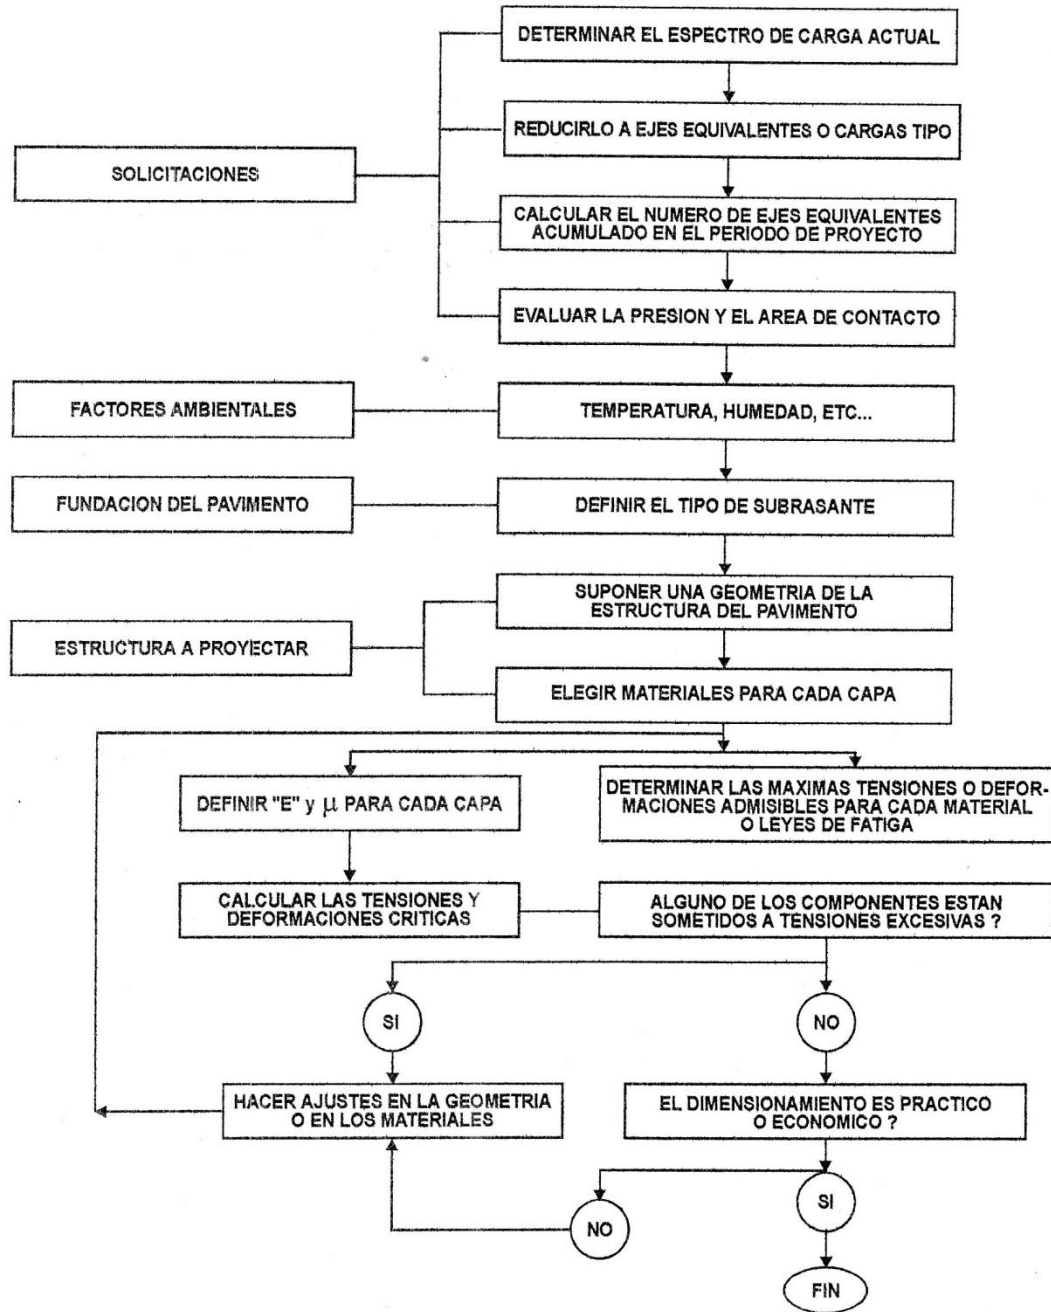 DETERMINAR EL ESPECTRO DE CARGA ACTUAL
REDUCIRLO A EJES EQUIVALENTES O CARGAS TIPO
SOLICITACIONES
CALCULAR EL NUMERO DE EJES EQUIVALENTES
ACUMULADO EN EL PERIODO DE PROYECTO
EVALUAR LA PRESION Y EL AREA DE CONTACTO
FACTORES AMBIENTALES
TEMPERATURA, HUMEDAD, ETC...
FUNDACION DEL PAVIMENTO
DEFINIR EL TIPO DE SUBRASANTE
SUPONER UNA GEOMETRIA DE LA
ESTRUCTURA DEL PAVIMENTO
ESTRUCTURA A PROYECTAR
ELEGIR MATERIALES PARA CADA CAPA
DEFINIR "E" y μ PARA CADA CAPA
DETERMINAR LAS MAXIMAS TENSIONES O DEFOR-
MACIONES ADMISIBLES PARA CADA MATERIAL
O LEYES DE FATIGA
CALCULAR LAS TENSIONES Y
DEFORMACIONES CRITICAS
ALGUNO DE LOS COMPONENTES ESTAN
SOMETIDOS A TENSIONES EXCESIVAS ?
SI
NO
HACER AJUSTES EN LA GEOMETRIA
O EN LOS MATERIALES
EL DIMENSIONAMIENTO ES PRACTICO
O ECONOMICO ?
NO
SI
FIN